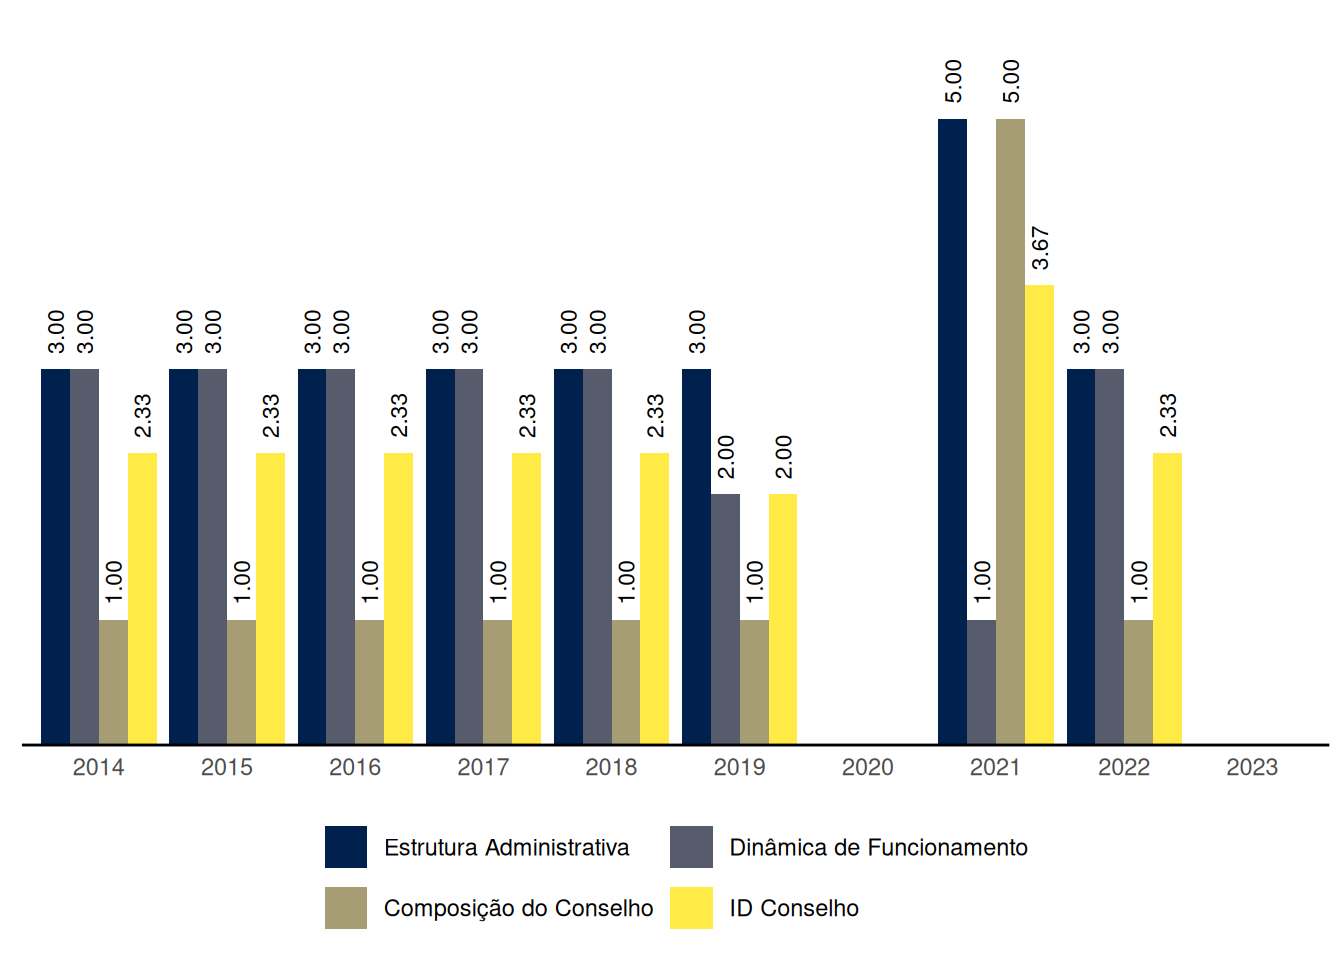 5.00 5.00
3.67
3.00 3.00 3.00 3.00 3.00 3.00 3.00 3.00 3.00 3.00 3.00 3.00 3.00
2.33 2.33 2.33 2.33 2.33 2.33
2.00 2.00
1.00 1.00 1.00 1.00 1.00 1.00 1.00 1.00
2014 2015 2016 2017 2018 2019 2020 2021 2022 2023
Estrutura Administrativa Dinâmica de Funcionamento
Composição do Conselho ID Conselho